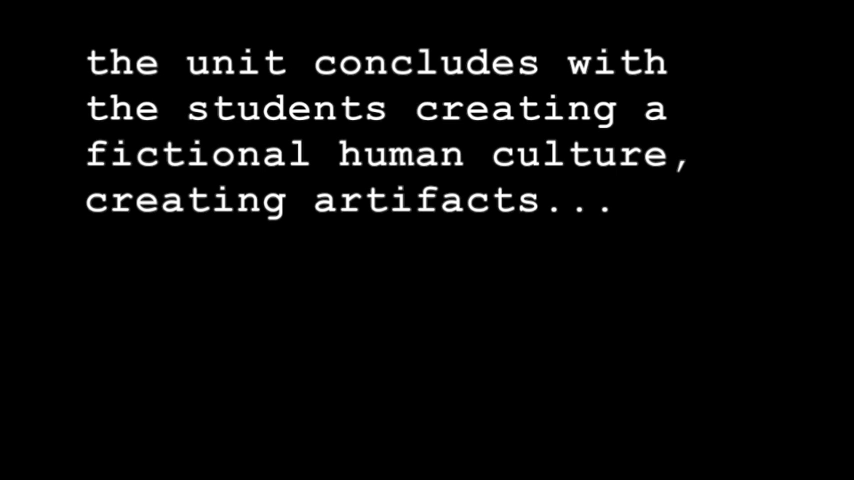 the unit concludes with
the students creating a
fictional human culture,
creating artifacts...